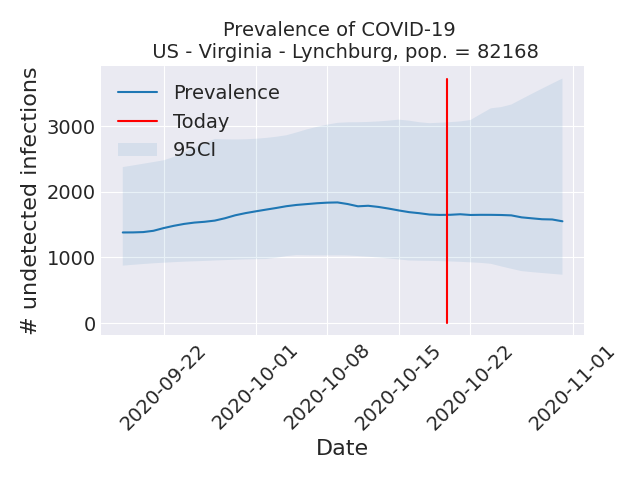 Prevalence of COVID-19
US - Virginia - Lynchburg, pop. = 82168
# undetected infections
3000
2000
1000
0
Prevalence
Today
95CI
2020-09-22
2020-10-01
2020-10-08
2020-10-15
2020-10-22
2020-11-01
Date